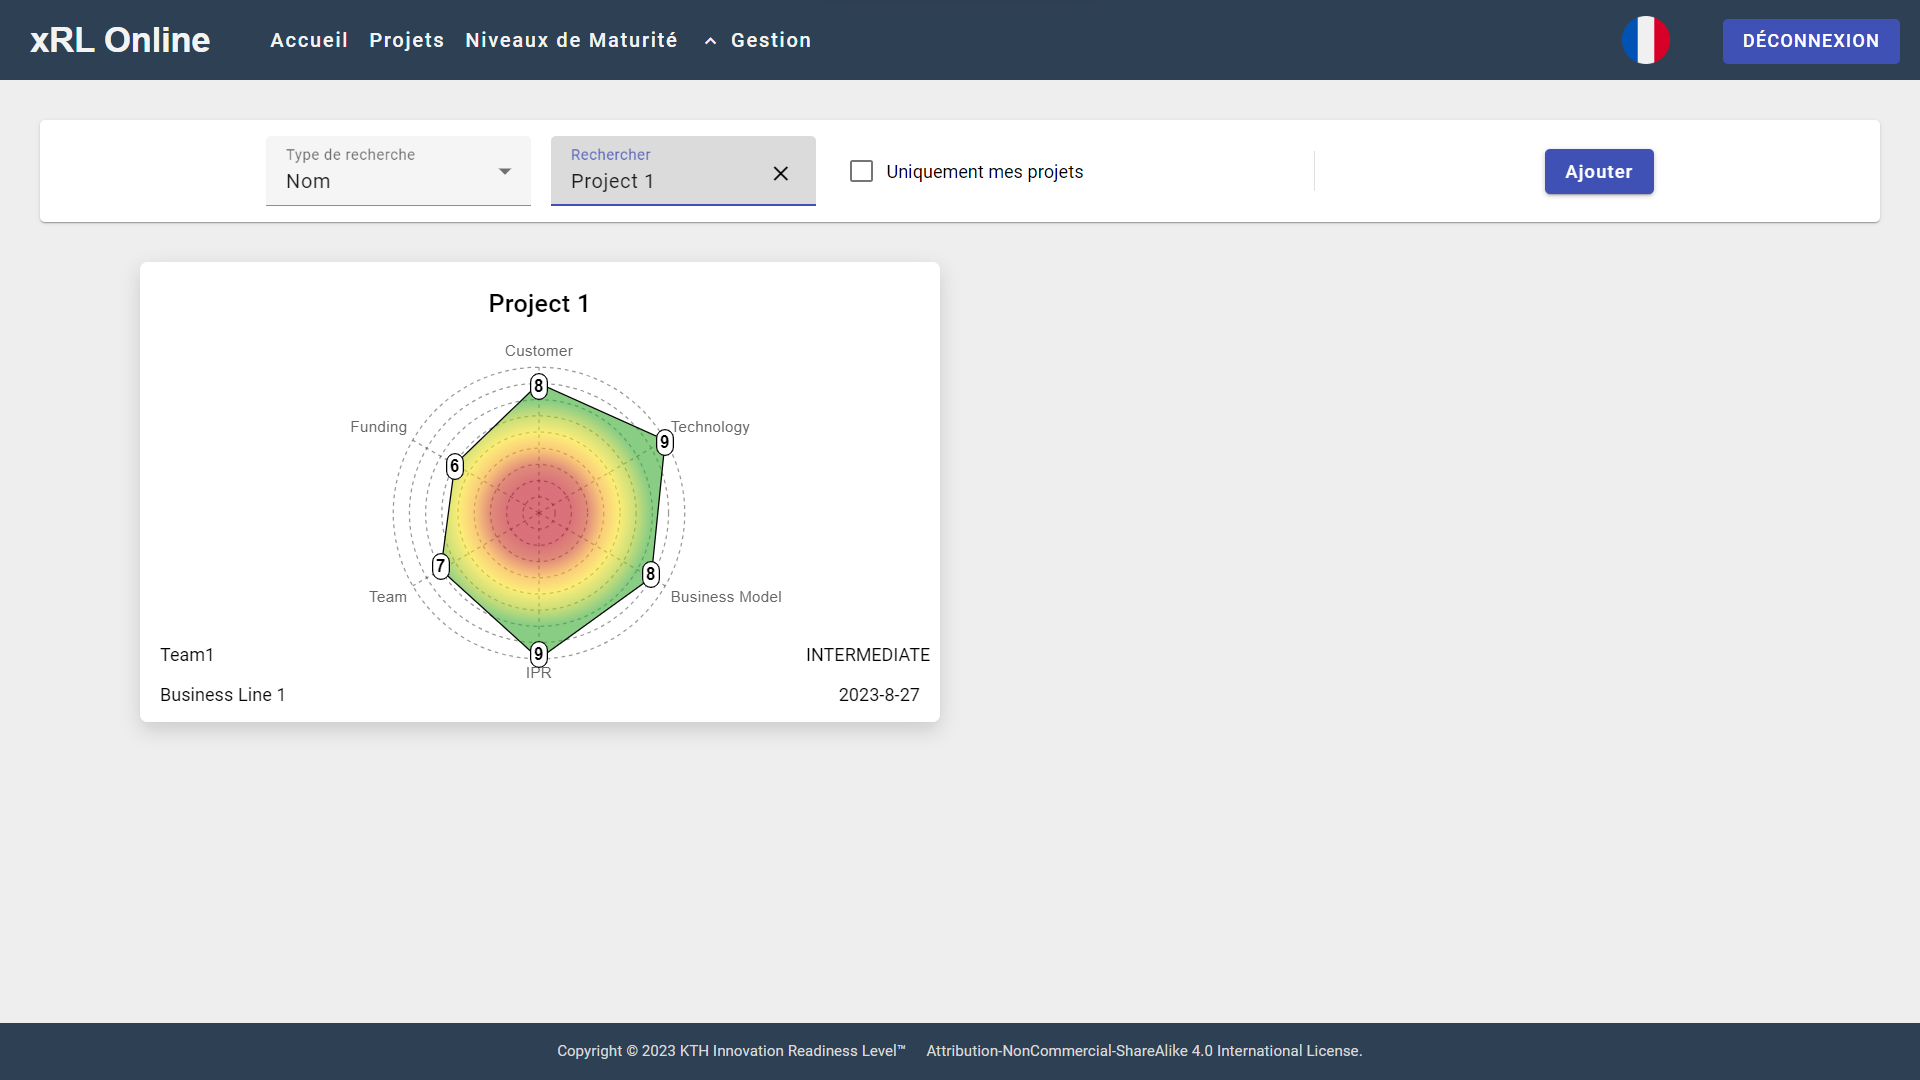 xRL Online
Accueil Projets Niveaux de Maturité Gestion
DÉCONNEXION
Type de recherche
Nom
Rechercher
Project 1
Uniquement mes projets
Ajouter
Project 1
Customer
8
Technology
9
Funding
6
Team
7
Business Model
8
9
IPR
Team1
INTERMEDIATE
Business Line 1
2023-8-27
Copyright © 2023 KTH Innovation Readiness Level™ Attribution-NonCommercial-ShareAlike 4.0 International License.